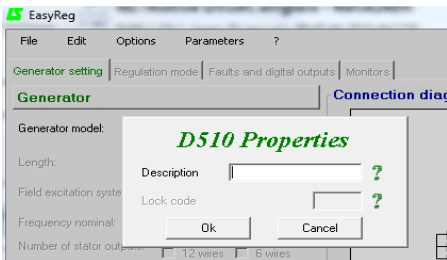 EasyReg
File Edit Options Parameters ?
Generator setting Regulation mode Faults and digital outputs Monitors
Generator
Connection diag
Generator model:
D510 Properties
Length:
Description ?
Field excitation syste
Lock code ?
Frequency nominal:
Ok Cancel
Number of stator outputs:
12 wires 6 wires